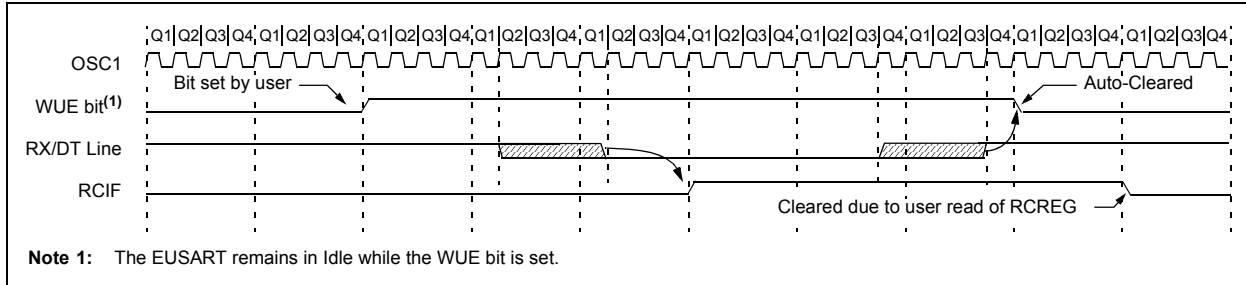 Q1 Q2 Q3 Q4 Q1 Q2 Q3 Q4 Q1 Q2 Q3 Q4 Q1 Q2 Q3 Q4 Q1 Q2 Q3 Q4 Q1 Q2 Q3 Q4 Q1 Q2 Q3 Q4 Q1 Q2 Q3 Q4 Q1 Q2 Q3 Q4 Q1 Q2 Q3 Q4
OSC1
Bit set by user
Auto-Cleared
WUE bit(1)
RX/DT Line
RCIF
Cleared due to user read of RCREG
Note 1: The EUSART remains in Idle while the WUE bit is set.